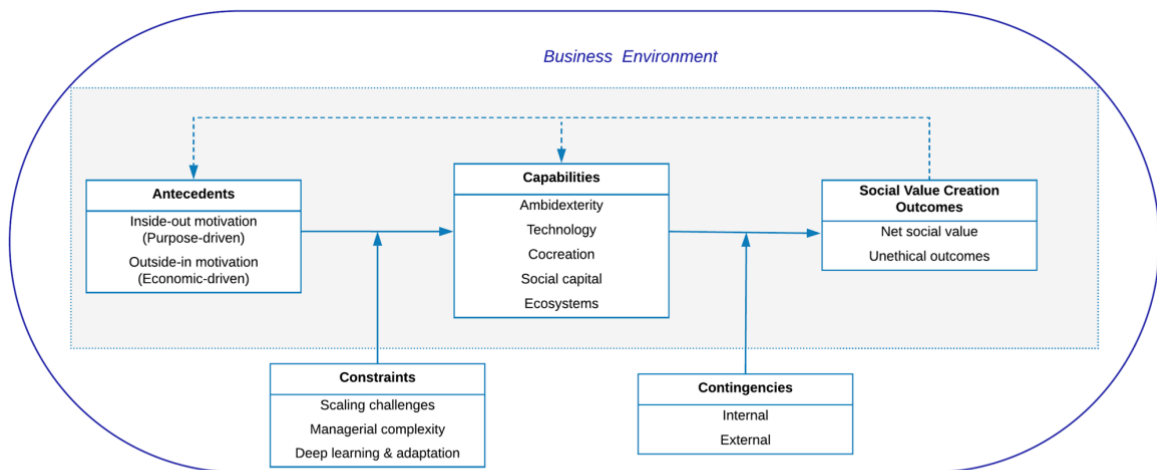 Business Environment
Antecedents
Inside-out motivation
(Purpose-driven)
Outside-in motivation
(Economic-driven)
Capabilities
Ambidexterity
Technology
Cocreation
Social capital
Ecosystems
Social Value Creation
Outcomes
Net social value
Unethical outcomes
Constraints
Scaling challenges
Managerial complexity
Deep learning & adaptation
Contingencies
Internal
External